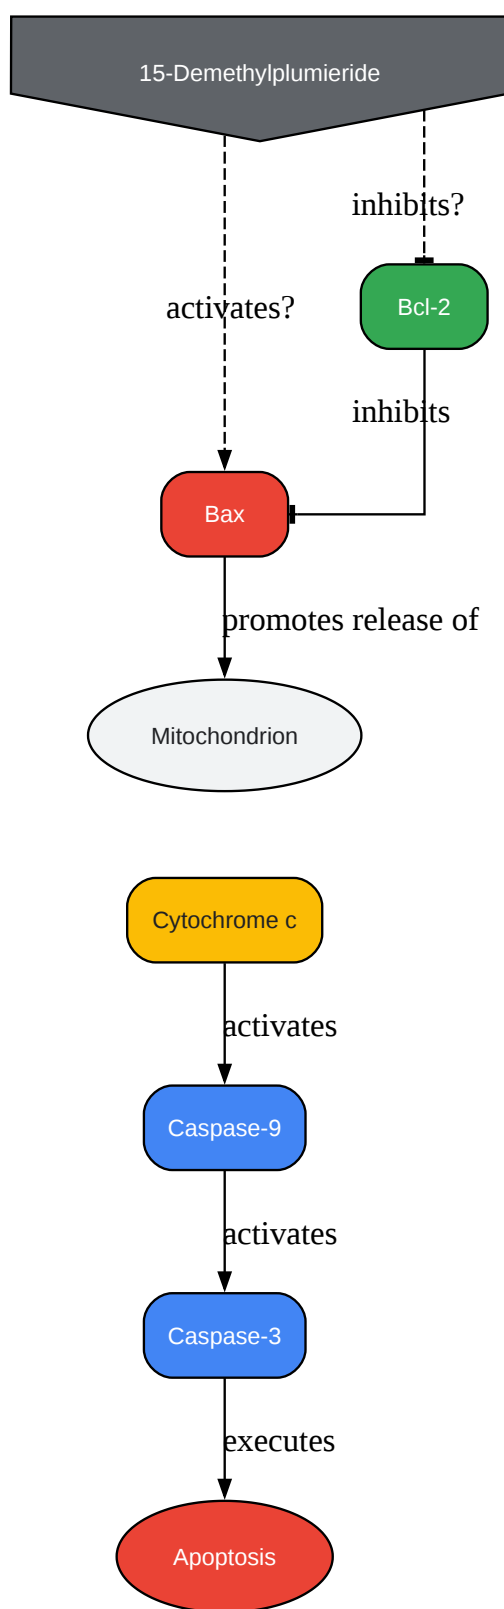 15-Demethylplumieride
inhibits?
activates?
Bcl-2
inhibits
Bax
promotes release of
Mitochondrion
Cytochrome c
activates
Caspase-9
activates
Caspase-3
executes
Apoptosis